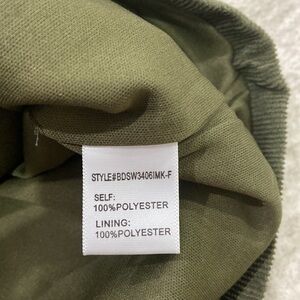 STYLE#BDSW3406IMK-F
SELF:
100%POLYESTER
LINING:
100%POLYESTER